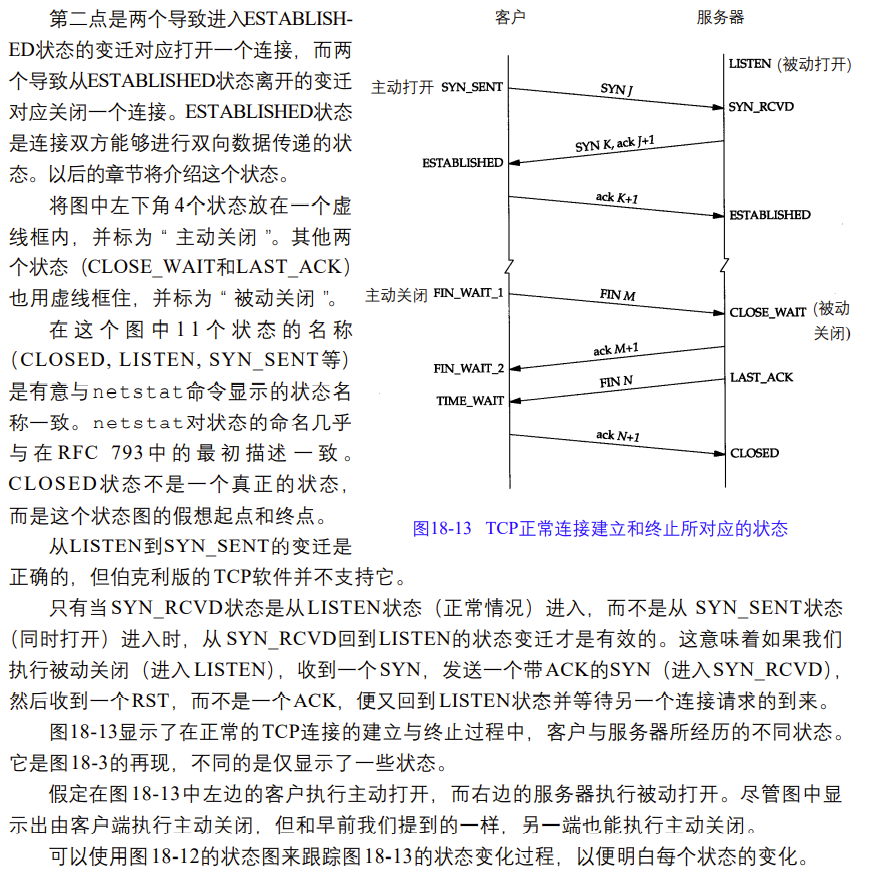 第二点是两个导致进入ESTABLISH-
ED状态的变迁对应打开一个连接，而两
个导致从ESTABLISHED状态离开的变迁
对应关闭一个连接。ESTABLISHED状态
是连接双方能够进行双向数据传递的状
态。以后的章节将介绍这个状态。
将图中左下角4个状态放在一个虚
线框内，并标为“主动关闭”。其他两
个状态（CLOSE_WAIT和LAST_ACK）
也用虚线框住，并标为“被动关闭”。
在这个图中11个状态的名称
（CLOSED, LISTEN, SYN_SENT等）
是有意与netstat命令显示的状态名
称一致。netstat对状态的命名几乎
与在RFC 793中的最初描述一致。
CLOSED状态不是一个真正的状态，
而是这个状态图的假想起点和终点。
从LISTEN到SYN_SENT的变迁是
正确的，但伯克利版的TCP软件并不支持它。
客户
服务器
LISTEN (被动打开)
主动打开 SYN_SENT
SYN J
SYN_RCVD
SYN K, ack J+1
ESTABLISHED
ack K+1
ESTABLISHED
主动关闭 FIN_WAIT_1
FIN M
CLOSE_WAIT (被动
关闭)
ack M+1
FIN_WAIT_2
LAST_ACK
FIN N
TIME_WAIT
ack N+1
CLOSED
图18-13 TCP正常连接建立和终止所对应的状态
只有当SYN_RCVD状态是从LISTEN状态（正常情况）进入，而不是从 SYN_SENT状态
（同时打开）进入时，从SYN_RCVD回到LISTEN的状态变迁才是有效的。这意味着如果我们
执行被动关闭（进入LISTEN），收到一个SYN，发送一个带ACK的SYN（进入SYN_RCVD），
然后收到一个RST，而不是一个ACK，便又回到LISTEN状态并等待另一个连接请求的到来。
图18-13显示了在正常的TCP连接的建立与终止过程中，客户与服务器所经历的不同状态。
它是图18-3的再现，不同的是仅显示了一些状态。
假定在图18-13中左边的客户执行主动打开，而右边的服务器执行被动打开。尽管图中显
示出由客户端执行主动关闭，但和早前我们提到的一样，另一端也能执行主动关闭。
可以使用图18-12的状态图来跟踪图18-13的状态变化过程，以便明白每个状态的变化。